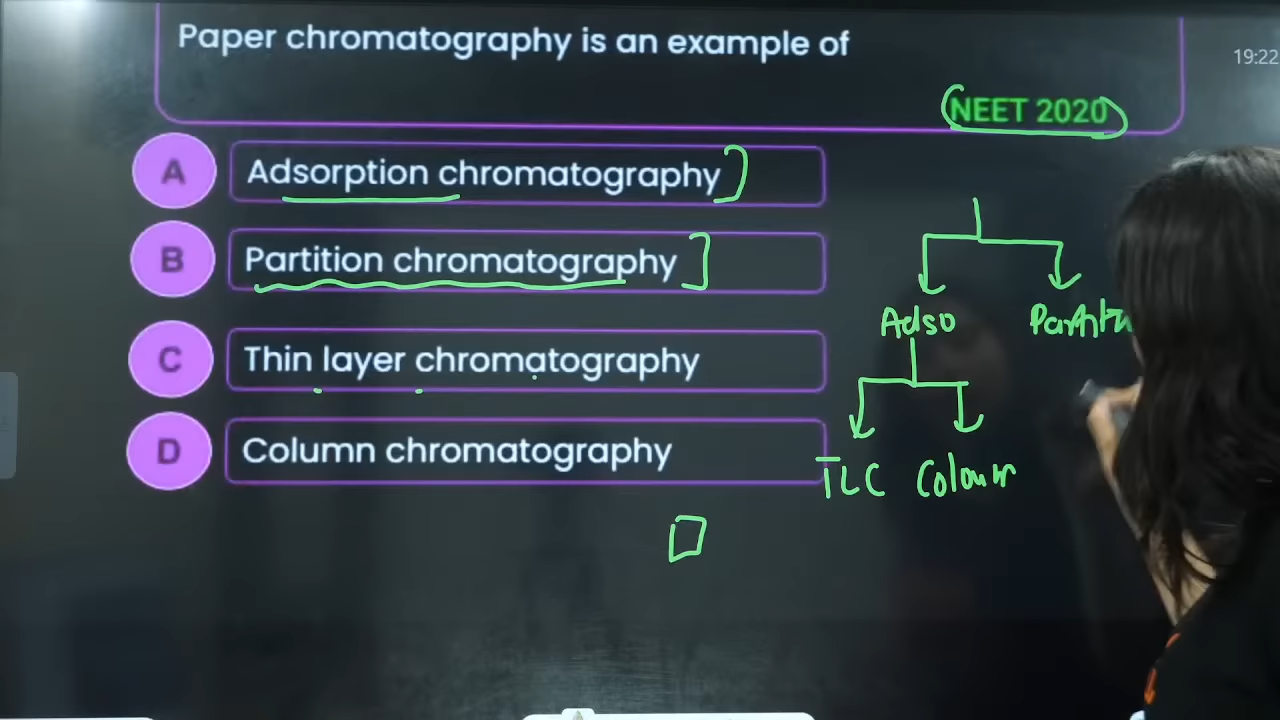 Paper chromatography is an example of
19:22
NEET 2020
A Adsorption chromatography
B Partition chromatography
C Thin layer chromatography
D Column chromatography
Adso
TLC